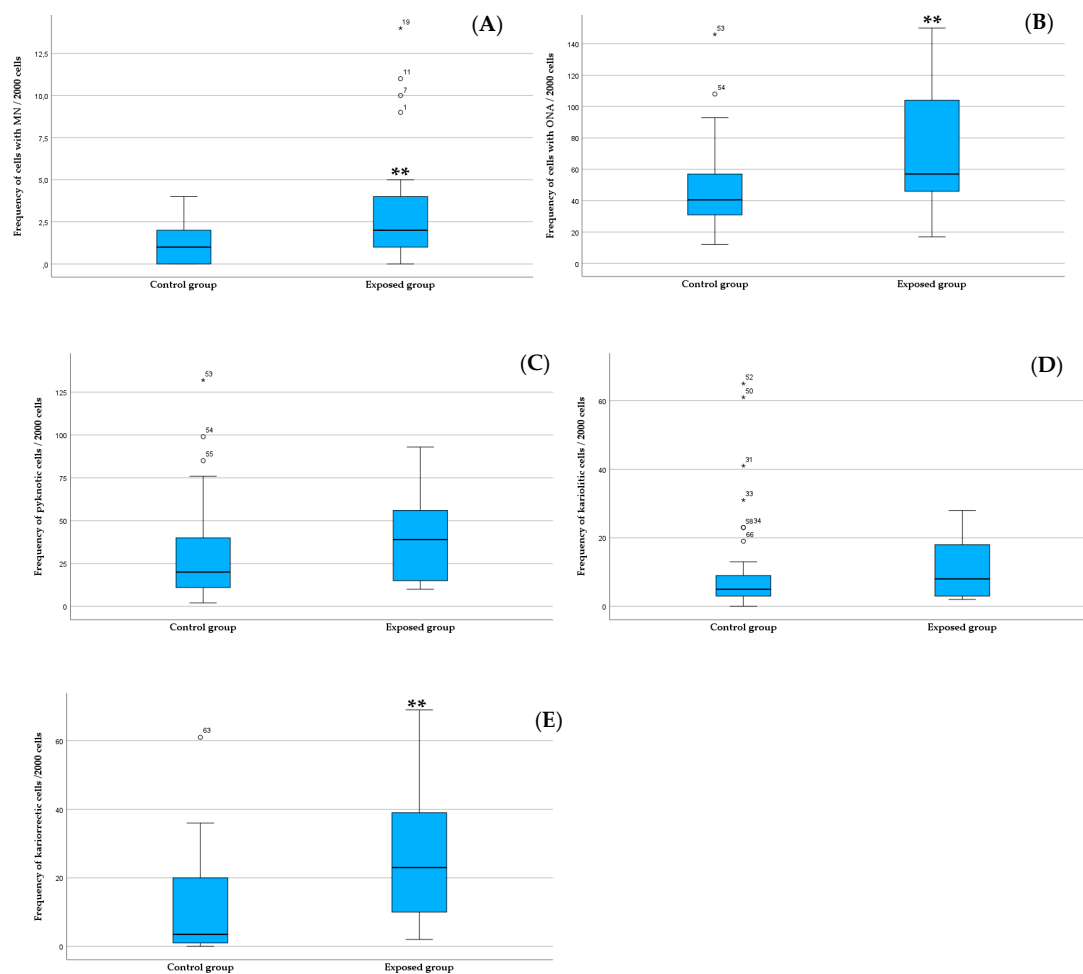 (A)
Frequency of cells with MN / 2000 cells
12,5
10,0
7,5
5,0
2,5
,0
19
11
7
1
**
Control group
Exposed group
(B)
Frequency of cells with ONA / 2000 cells
140
120
100
80
60
40
20
0
53
54
**
Control group
Exposed group
(C)
Frequency of pyknotic cells / 2000 cells
125
100
75
50
25
0
53
54
55
Control group
Exposed group
(D)
Frequency of kariolitic cells / 2000 cells
60
40
20
0
52
50
31
33
58 34
66
Control group
Exposed group
(E)
Frequency of kariorrectic cells /2000 cells
60
40
20
0
63
**
Control group
Exposed group